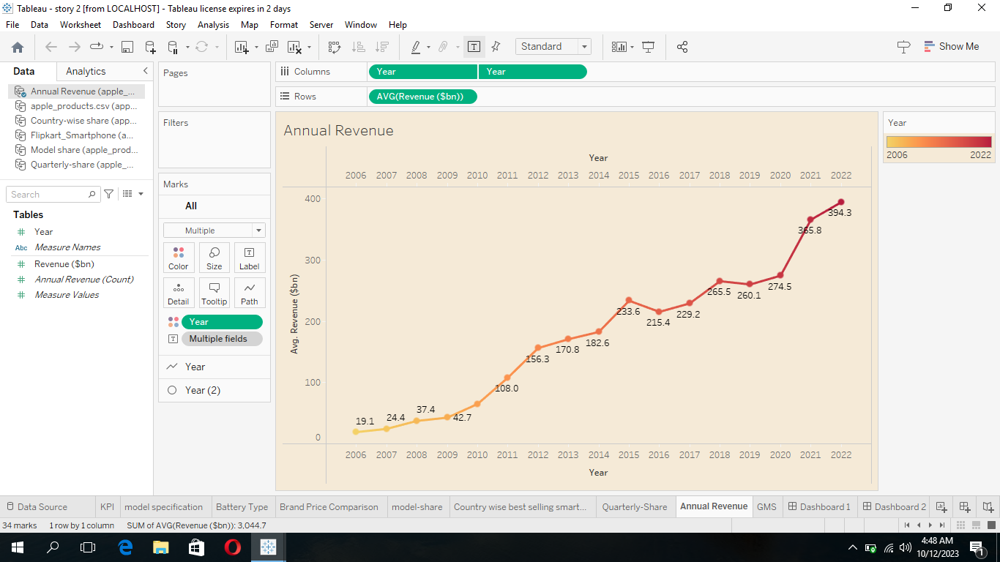 Tableau - story 2 [from LOCALHOST] - Tableau license expires in 2 days
File Data Worksheet Dashboard Story Analysis Map Format Server Window Help
Standard
Show Me
Data Analytics
Annual Revenue (apple_...
apple_products.csv (app...
Country-wise share (app...
Flipkart_Smartphone (a...
Model share (apple_prod...
Quarterly-share (apple_...
Search
Tables
# Year
Abc Measure Names
# Revenue ($bn)
# Annual Revenue (Count)
# Measure Values
Pages
Filters
Marks
All
Multiple
Color Size Label
Detail Tooltip Path
Year
T Multiple fields
Year
Year (2)
Columns Year Year
Rows AVG(Revenue ($bn))
Annual Revenue
Year
2006 2007 2008 2009 2010 2011 2012 2013 2014 2015 2016 2017 2018 2019 2020 2021 2022
Avg. Revenue ($bn)
400
300
200
100
0
19.1
24.4
37.4
42.7
108.0
156.3
170.8
182.6
233.6
215.4
229.2
265.5
260.1
274.5
365.8
394.3
2006 2007 2008 2009 2010 2011 2012 2013 2014 2015 2016 2017 2018 2019 2020 2021 2022
Year
Year
2006 2022
Data Source KPI model specification Battery Type Brand Price Comparison model-share Country wise best selling smart... Quarterly-Share Annual Revenue GMS Dashboard 1 Dashboard 2
34 marks 1 row by 1 column SUM of AVG(Revenue ($bn)): 3,044.7
4:48 AM
10/12/2023
1